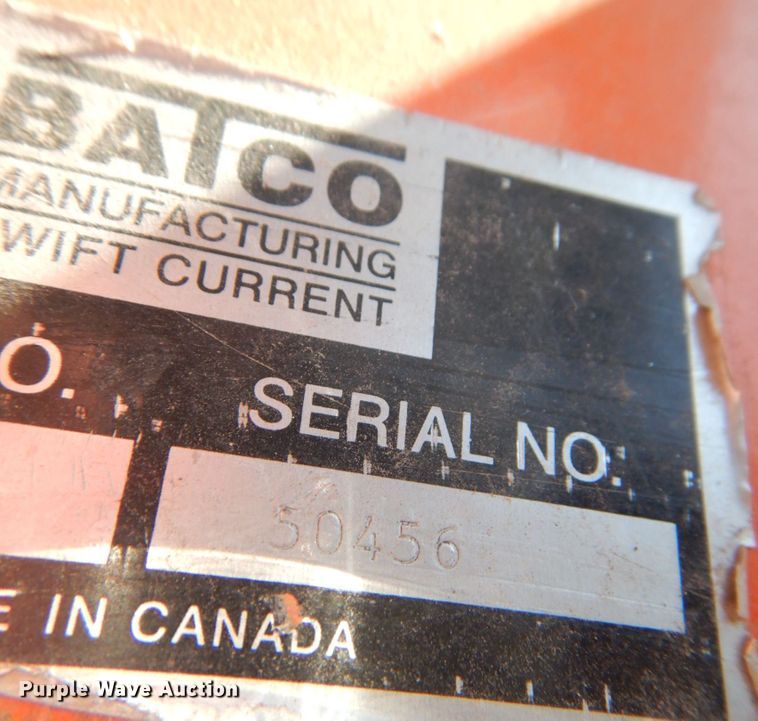 BATCO
MANUFACTURING
WIFT CURRENT
O.
SERIAL NO.
50456
E IN CANADA
Purple Wave Auction